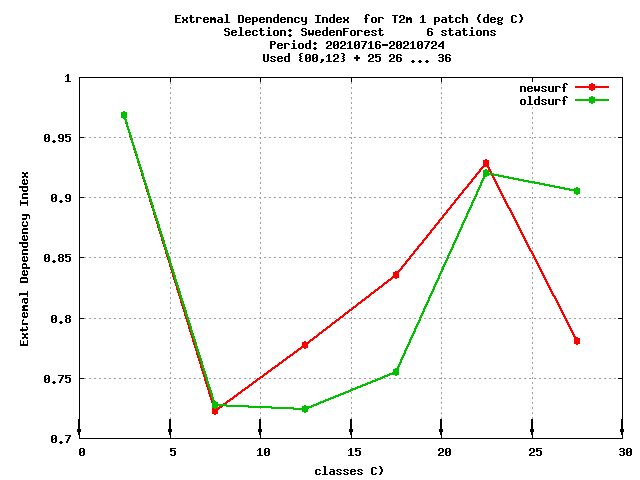 Extremal Dependency Index  for T2m 1 patch (deg C)
Selection: SwedenForest      6 stations
Period: 20210716-20210724
Used {00,12} + 25 26 ... 36
newsurf
oldsurf
1
0.95
0.9
0.85
0.8
0.75
0.7
Extremal Dependency Index
0 5 10 15 20 25 30
classes C)